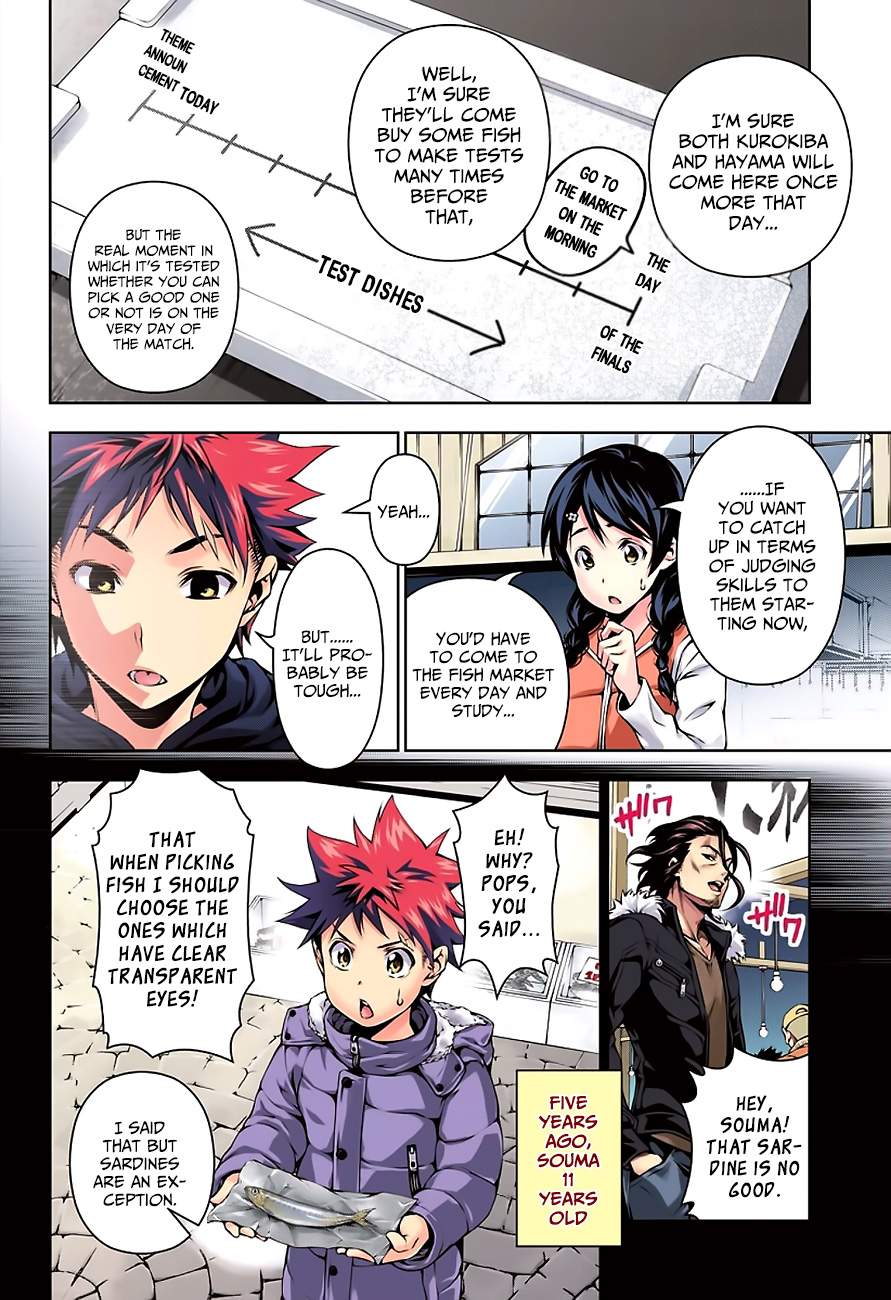 I'M SURE
BOTH KUROKIBA
AND HAYAMA WILL
COME HERE ONCE
MORE THAT
DAY...
WELL,
I'M SURE
THEY'LL COME
BUY SOME FISH
TO MAKE TESTS
MANY TIMES
BEFORE
THAT,
THEME
ANNOUN
CEMENT TODAY
GO TO
THE MARKET
ON THE
MORNING
THE
DAY
OF THE
FINALS
TEST DISHES
BUT THE
REAL MOMENT IN
WHICH IT'S TESTED
WHETHER YOU CAN
PICK A GOOD ONE
OR NOT IS ON THE
VERY DAY OF
THE MATCH.
......IF
YOU WANT
TO CATCH
UP IN TERMS
OF JUDGING
SKILLS TO
THEM STAR-
TING NOW,
YOU'D HAVE
TO COME TO
THE FISH MARKET
EVERY DAY AND
STUDY...
YEAH...
BUT......
IT'LL PRO-
BABLY BE
TOUGH...
ザワ
ザワ
HEY,
SOUMA!
THAT SAR-
DINE IS NO
GOOD.
FIVE
YEARS
AGO,
SOUMA
11
YEARS
OLD
EH!
WHY?
POPS,
YOU
SAID...
THAT
WHEN PICKING
FISH I SHOULD
CHOOSE THE
ONES WHICH
HAVE CLEAR
TRANSPARENT
EYES!
I SAID
THAT BUT
SARDINES
ARE AN EX-
CEPTION.